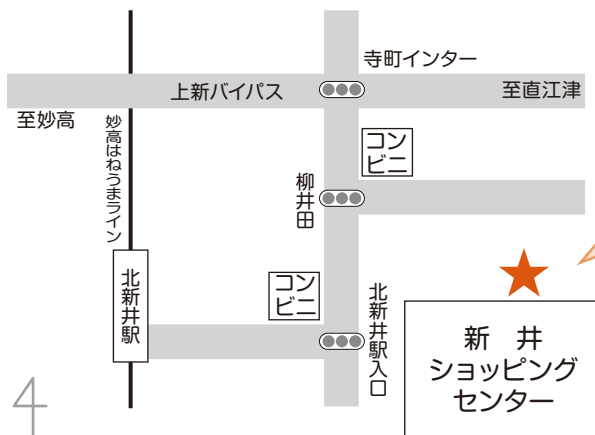 寺町インター
上新バイパス
至直江津
至妙高
妙高はねうまライン
コン
ビニ
柳井田
北新井駅
コン
ビニ
北新井駅入口
新 井
ショッピング
センター